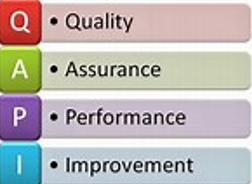 Q • Quality
A • Assurance
P • Performance
I • Improvement